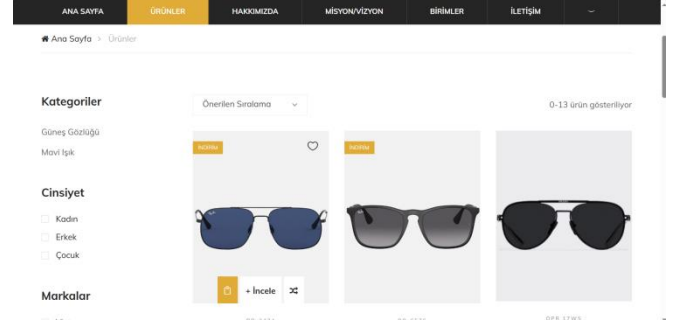 ANA SAYFA
ÜRÜNLER
HAKKIMIZDA
MİSYON/VİZYON
BİRİMLER
İLETİŞİM
Ana Sayfa > Ürünler
Kategoriler
Önerilen Sıralama
0-13 ürün gösteriliyor
Güneş Gözlüğü
Mavi Işık
İNDİRİM
İNDİRİM
Cinsiyet
Kadın
Erkek
Çocuk
+ İncele
Markalar